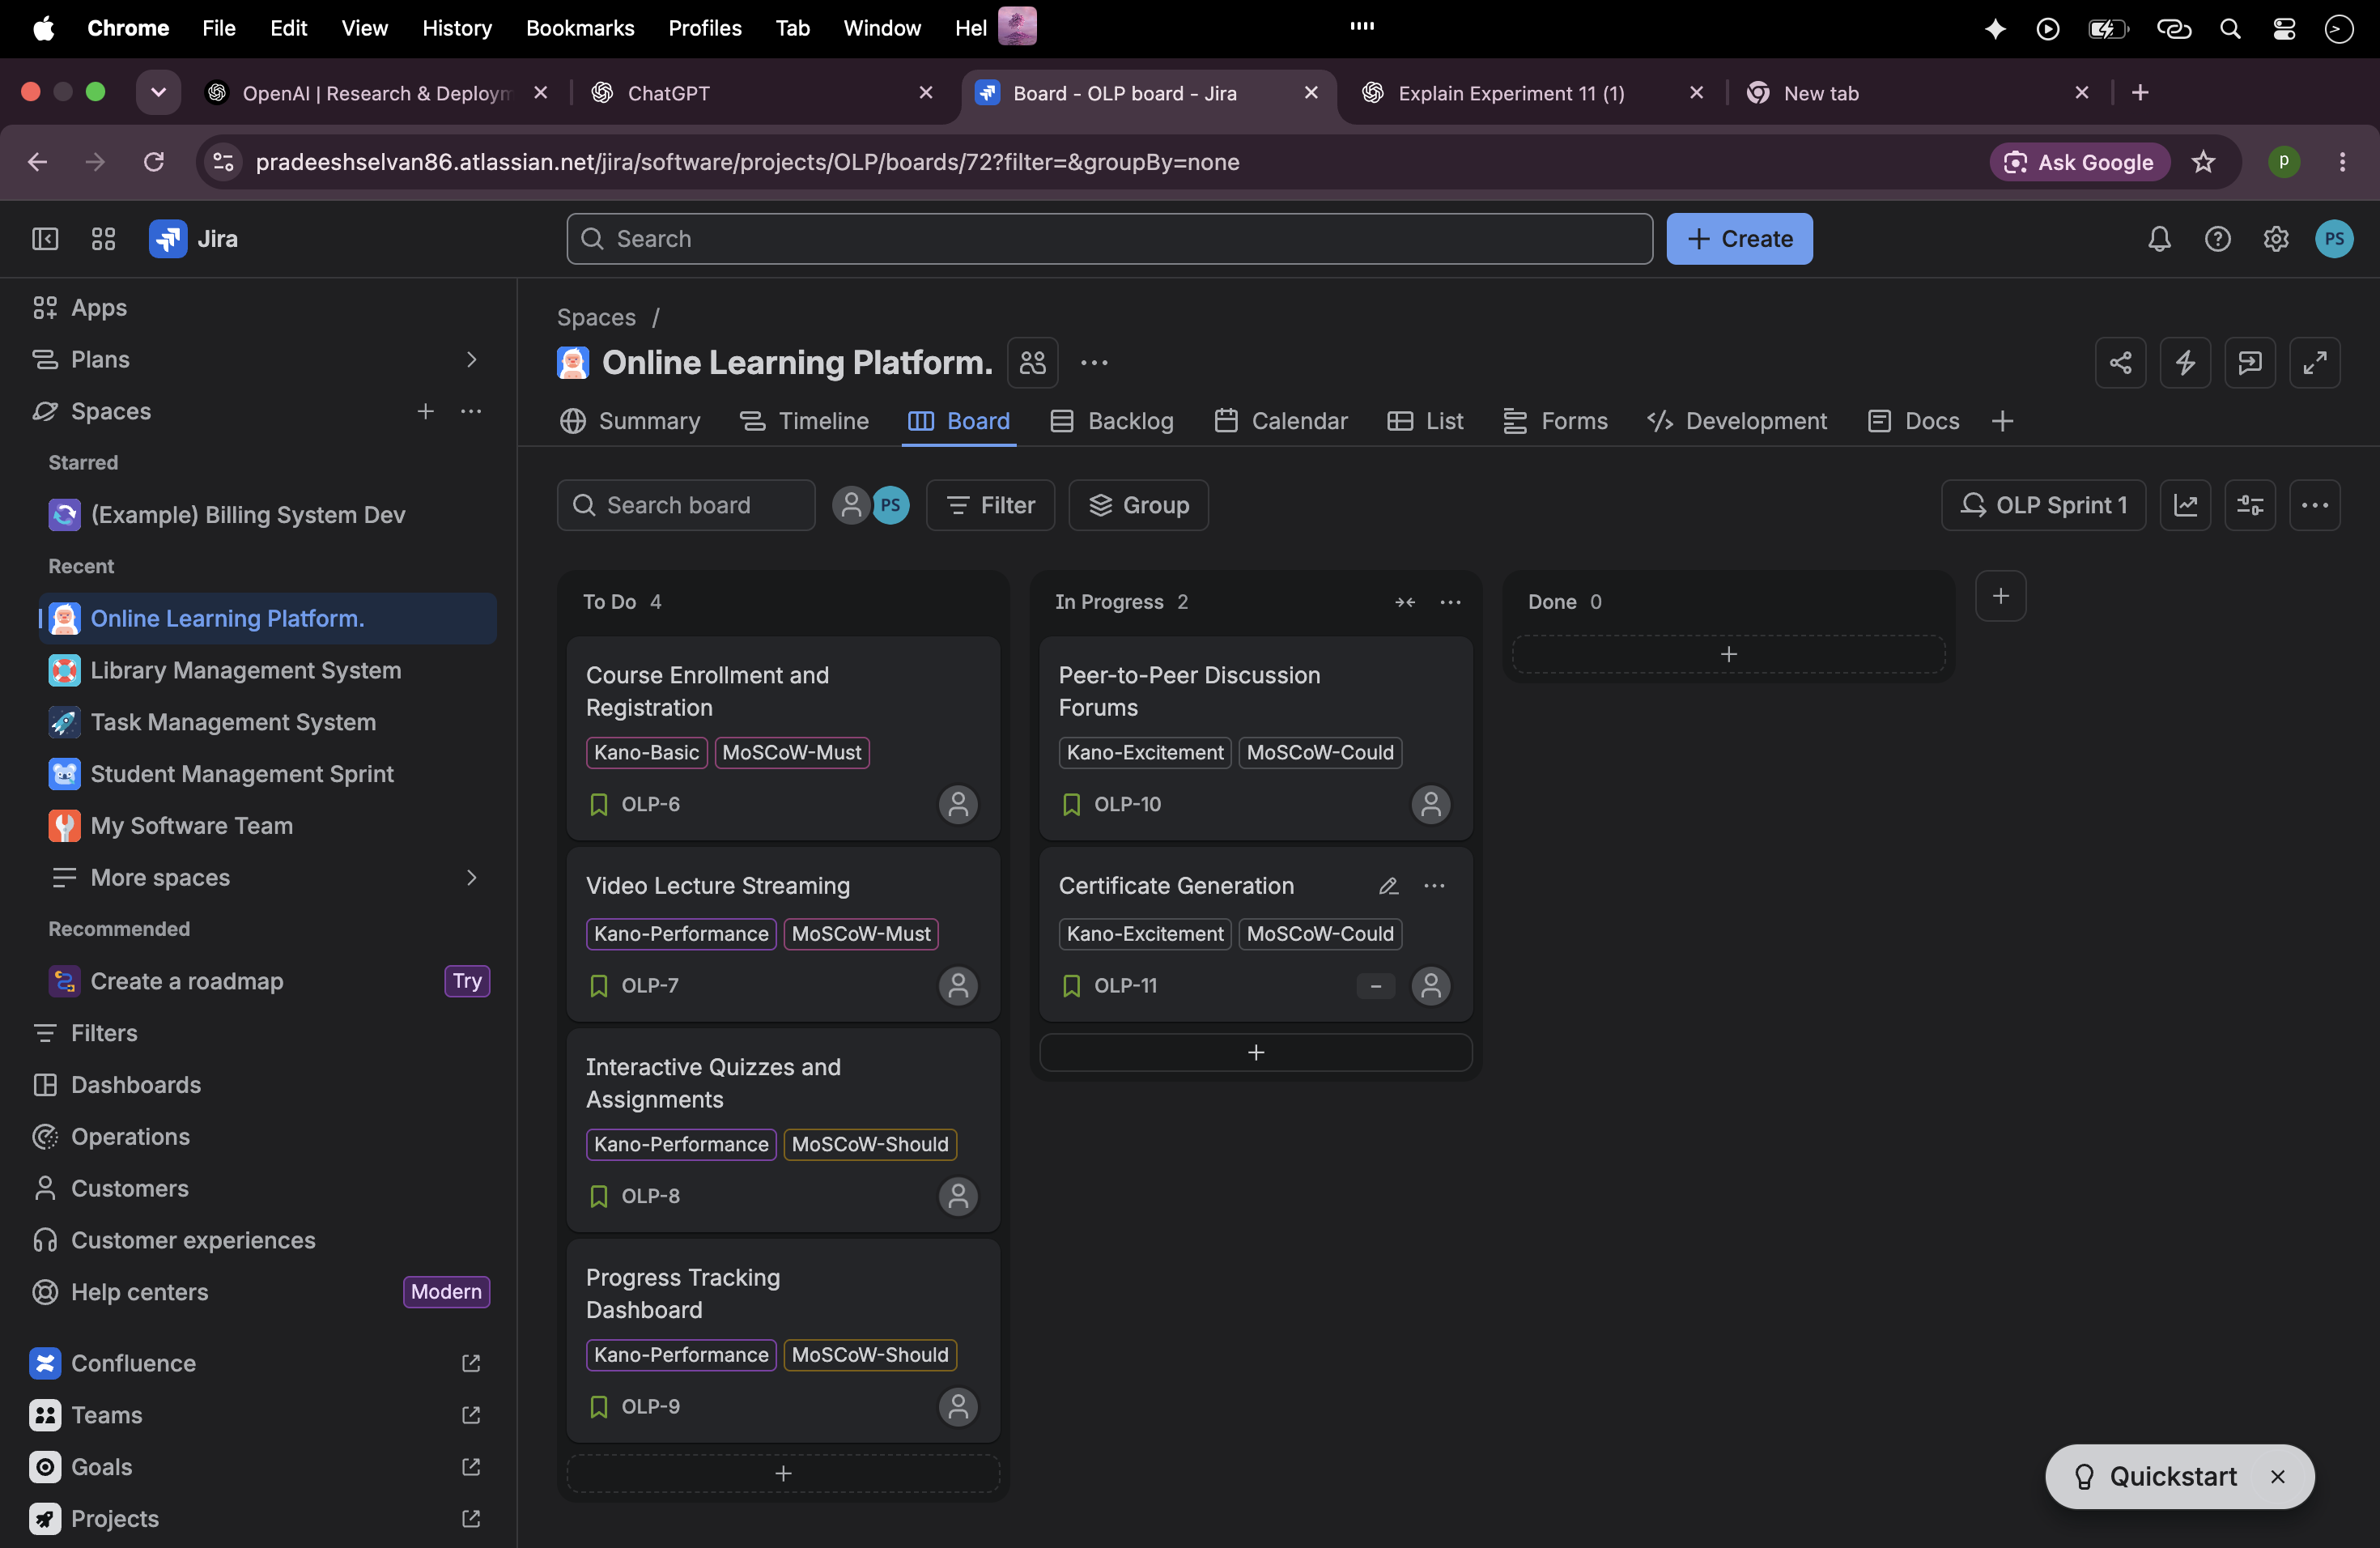 Chrome File Edit View History Bookmarks Profiles Tab Window Hel
OpenAI | Research & Deploym
ChatGPT
Board - OLP board - Jira
Explain Experiment 11 (1)
New tab
pradeeshselvan86.atlassian.net/jira/software/projects/OLP/boards/72?filter=&groupBy=none
Ask Google
p
Jira
Search
Create
PS
Apps
Plans
Spaces
Starred
(Example) Billing System Dev
Recent
Online Learning Platform.
Library Management System
Task Management System
Student Management Sprint
My Software Team
More spaces
Recommended
Create a roadmap
Try
Filters
Dashboards
Operations
Customers
Customer experiences
Help centers
Modern
Confluence
Teams
Goals
Projects
Spaces /
Online Learning Platform.
Summary
Timeline
Board
Backlog
Calendar
List
Forms
Development
Docs
Search board
PS
Filter
Group
OLP Sprint 1
To Do 4
Course Enrollment and
Registration
Kano-Basic MoSCoW-Must
OLP-6
Video Lecture Streaming
Kano-Performance MoSCoW-Must
OLP-7
Interactive Quizzes and
Assignments
Kano-Performance MoSCoW-Should
OLP-8
Progress Tracking
Dashboard
Kano-Performance MoSCoW-Should
OLP-9
In Progress 2
Peer-to-Peer Discussion
Forums
Kano-Excitement MoSCoW-Could
OLP-10
Certificate Generation
Kano-Excitement MoSCoW-Could
OLP-11
-
Done 0
Quickstart